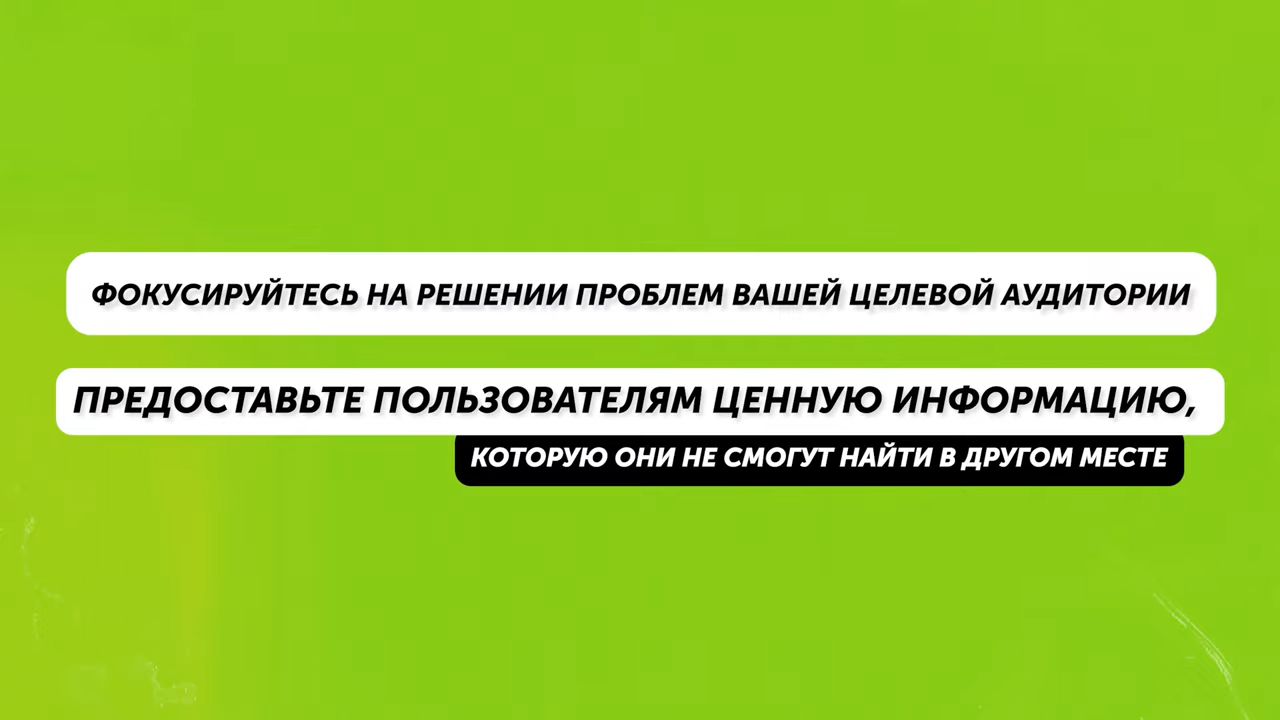 ФОКУСИРУЙТЕСЬ НА РЕШЕНИИ ПРОБЛЕМ ВАШЕЙ ЦЕЛЕВОЙ АУДИТОРИИ
ПРЕДОСТАВЬТЕ ПОЛЬЗОВАТЕЛЯМ ЦЕННУЮ ИНФОРМАЦИЮ,
КОТОРУЮ ОНИ НЕ СМОГУТ НАЙТИ В ДРУГОМ МЕСТЕ